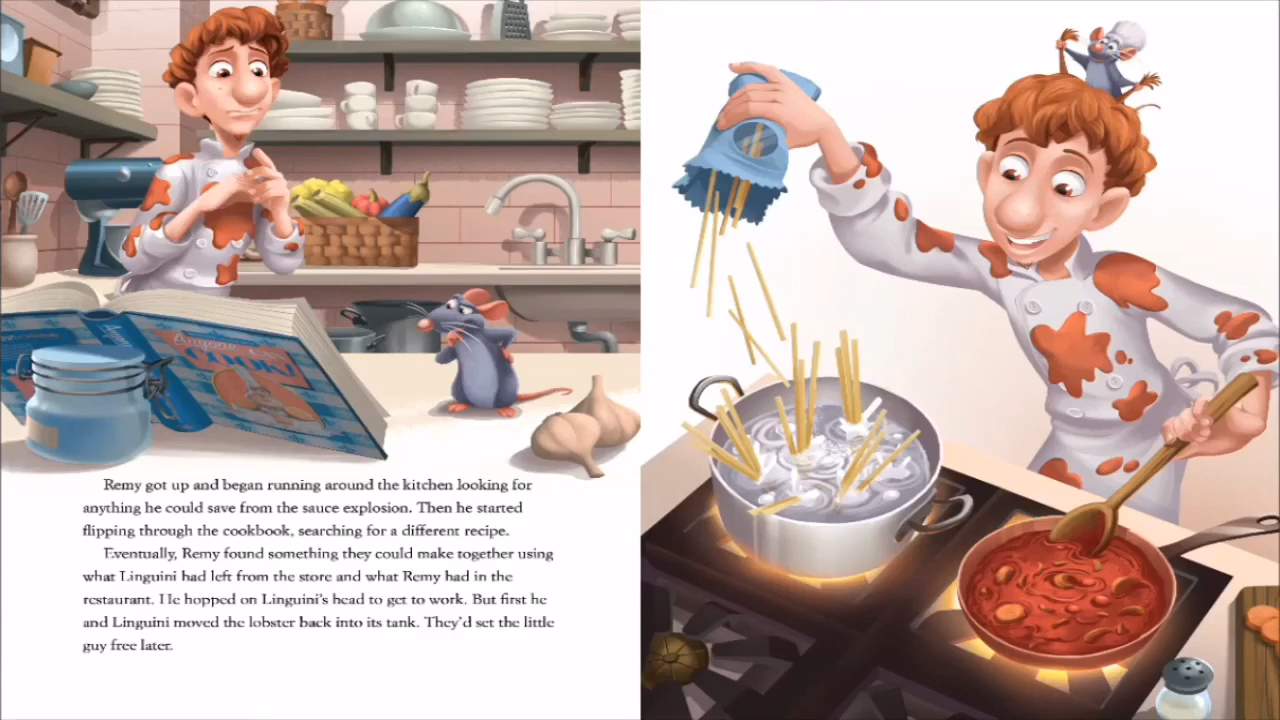 Anyone CAN
COOK!
Remy got up and began running around the kitchen looking for
anything he could save from the sauce explosion. Then he started
flipping through the cookbook, searching for a different recipe.
Eventually, Remy found something they could make together using
what Linguini had left from the store and what Remy had in the
restaurant. He hopped on Linguini's head to get to work. But first he
and Linguini moved the lobster back into its tank. They'd set the little
guy free later.